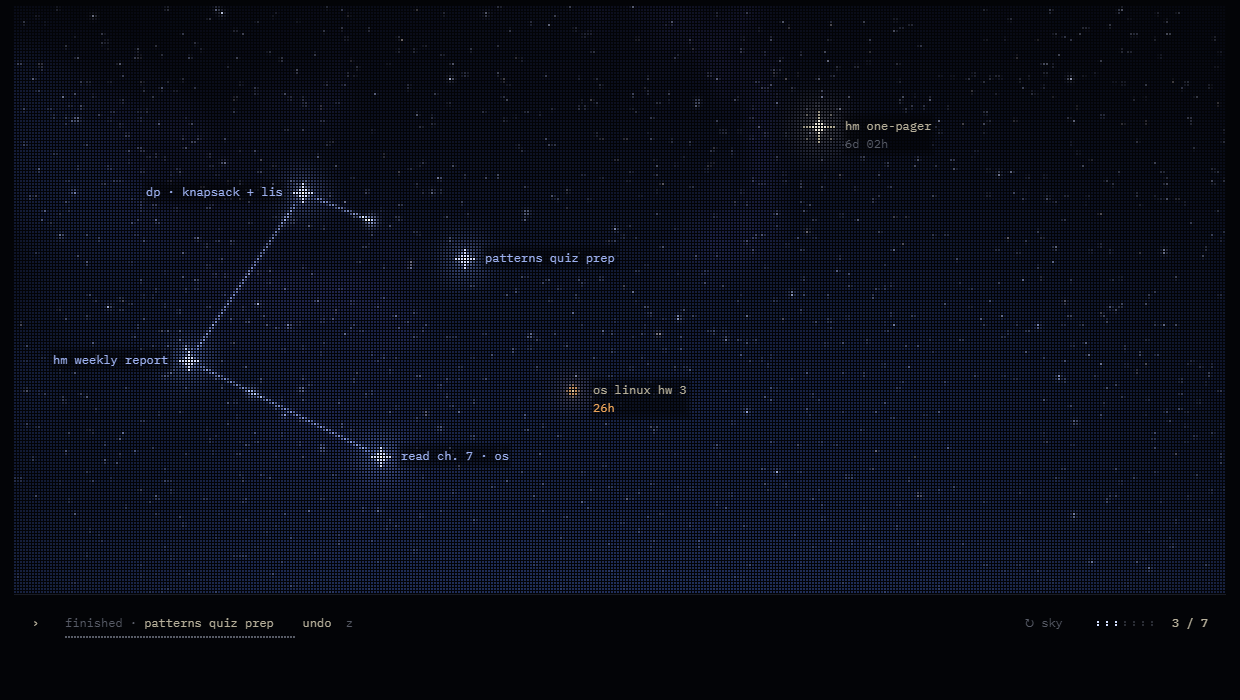 hm one-pager
6d 02h
dp · knapsack + lis
patterns quiz prep
hm weekly report
os linux hw 3
26h
read ch. 7 · os
› finished · patterns quiz prep undo z
↻ sky 3 / 7